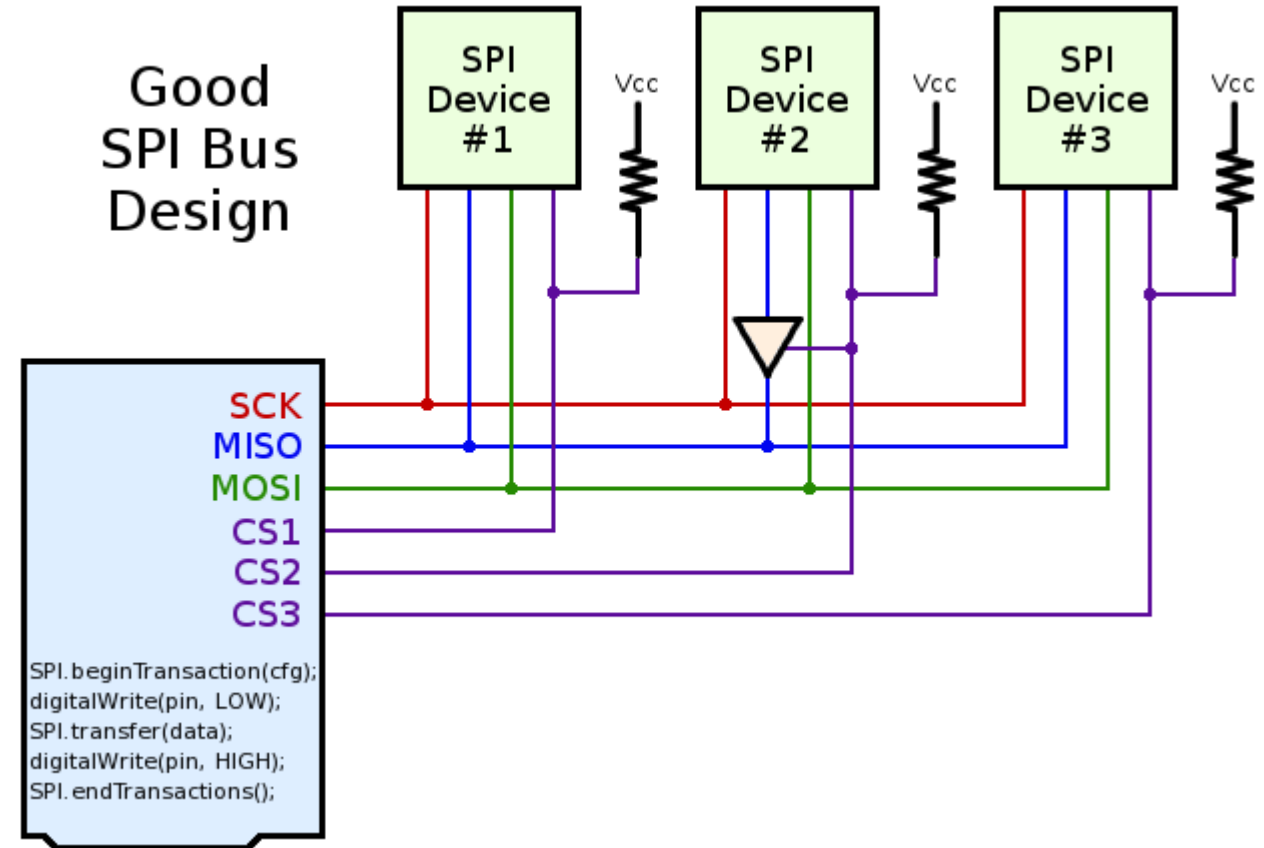 Good
SPI Bus
Design
SPI
Device
#1
Vcc
SPI
Device
#2
Vcc
SPI
Device
#3
Vcc
SCK
MISO
MOSI
CS1
CS2
CS3
SPI.beginTransaction(cfg);
digitalWrite(pin, LOW);
SPI.transfer(data);
digitalWrite(pin, HIGH);
SPI.endTransactions();